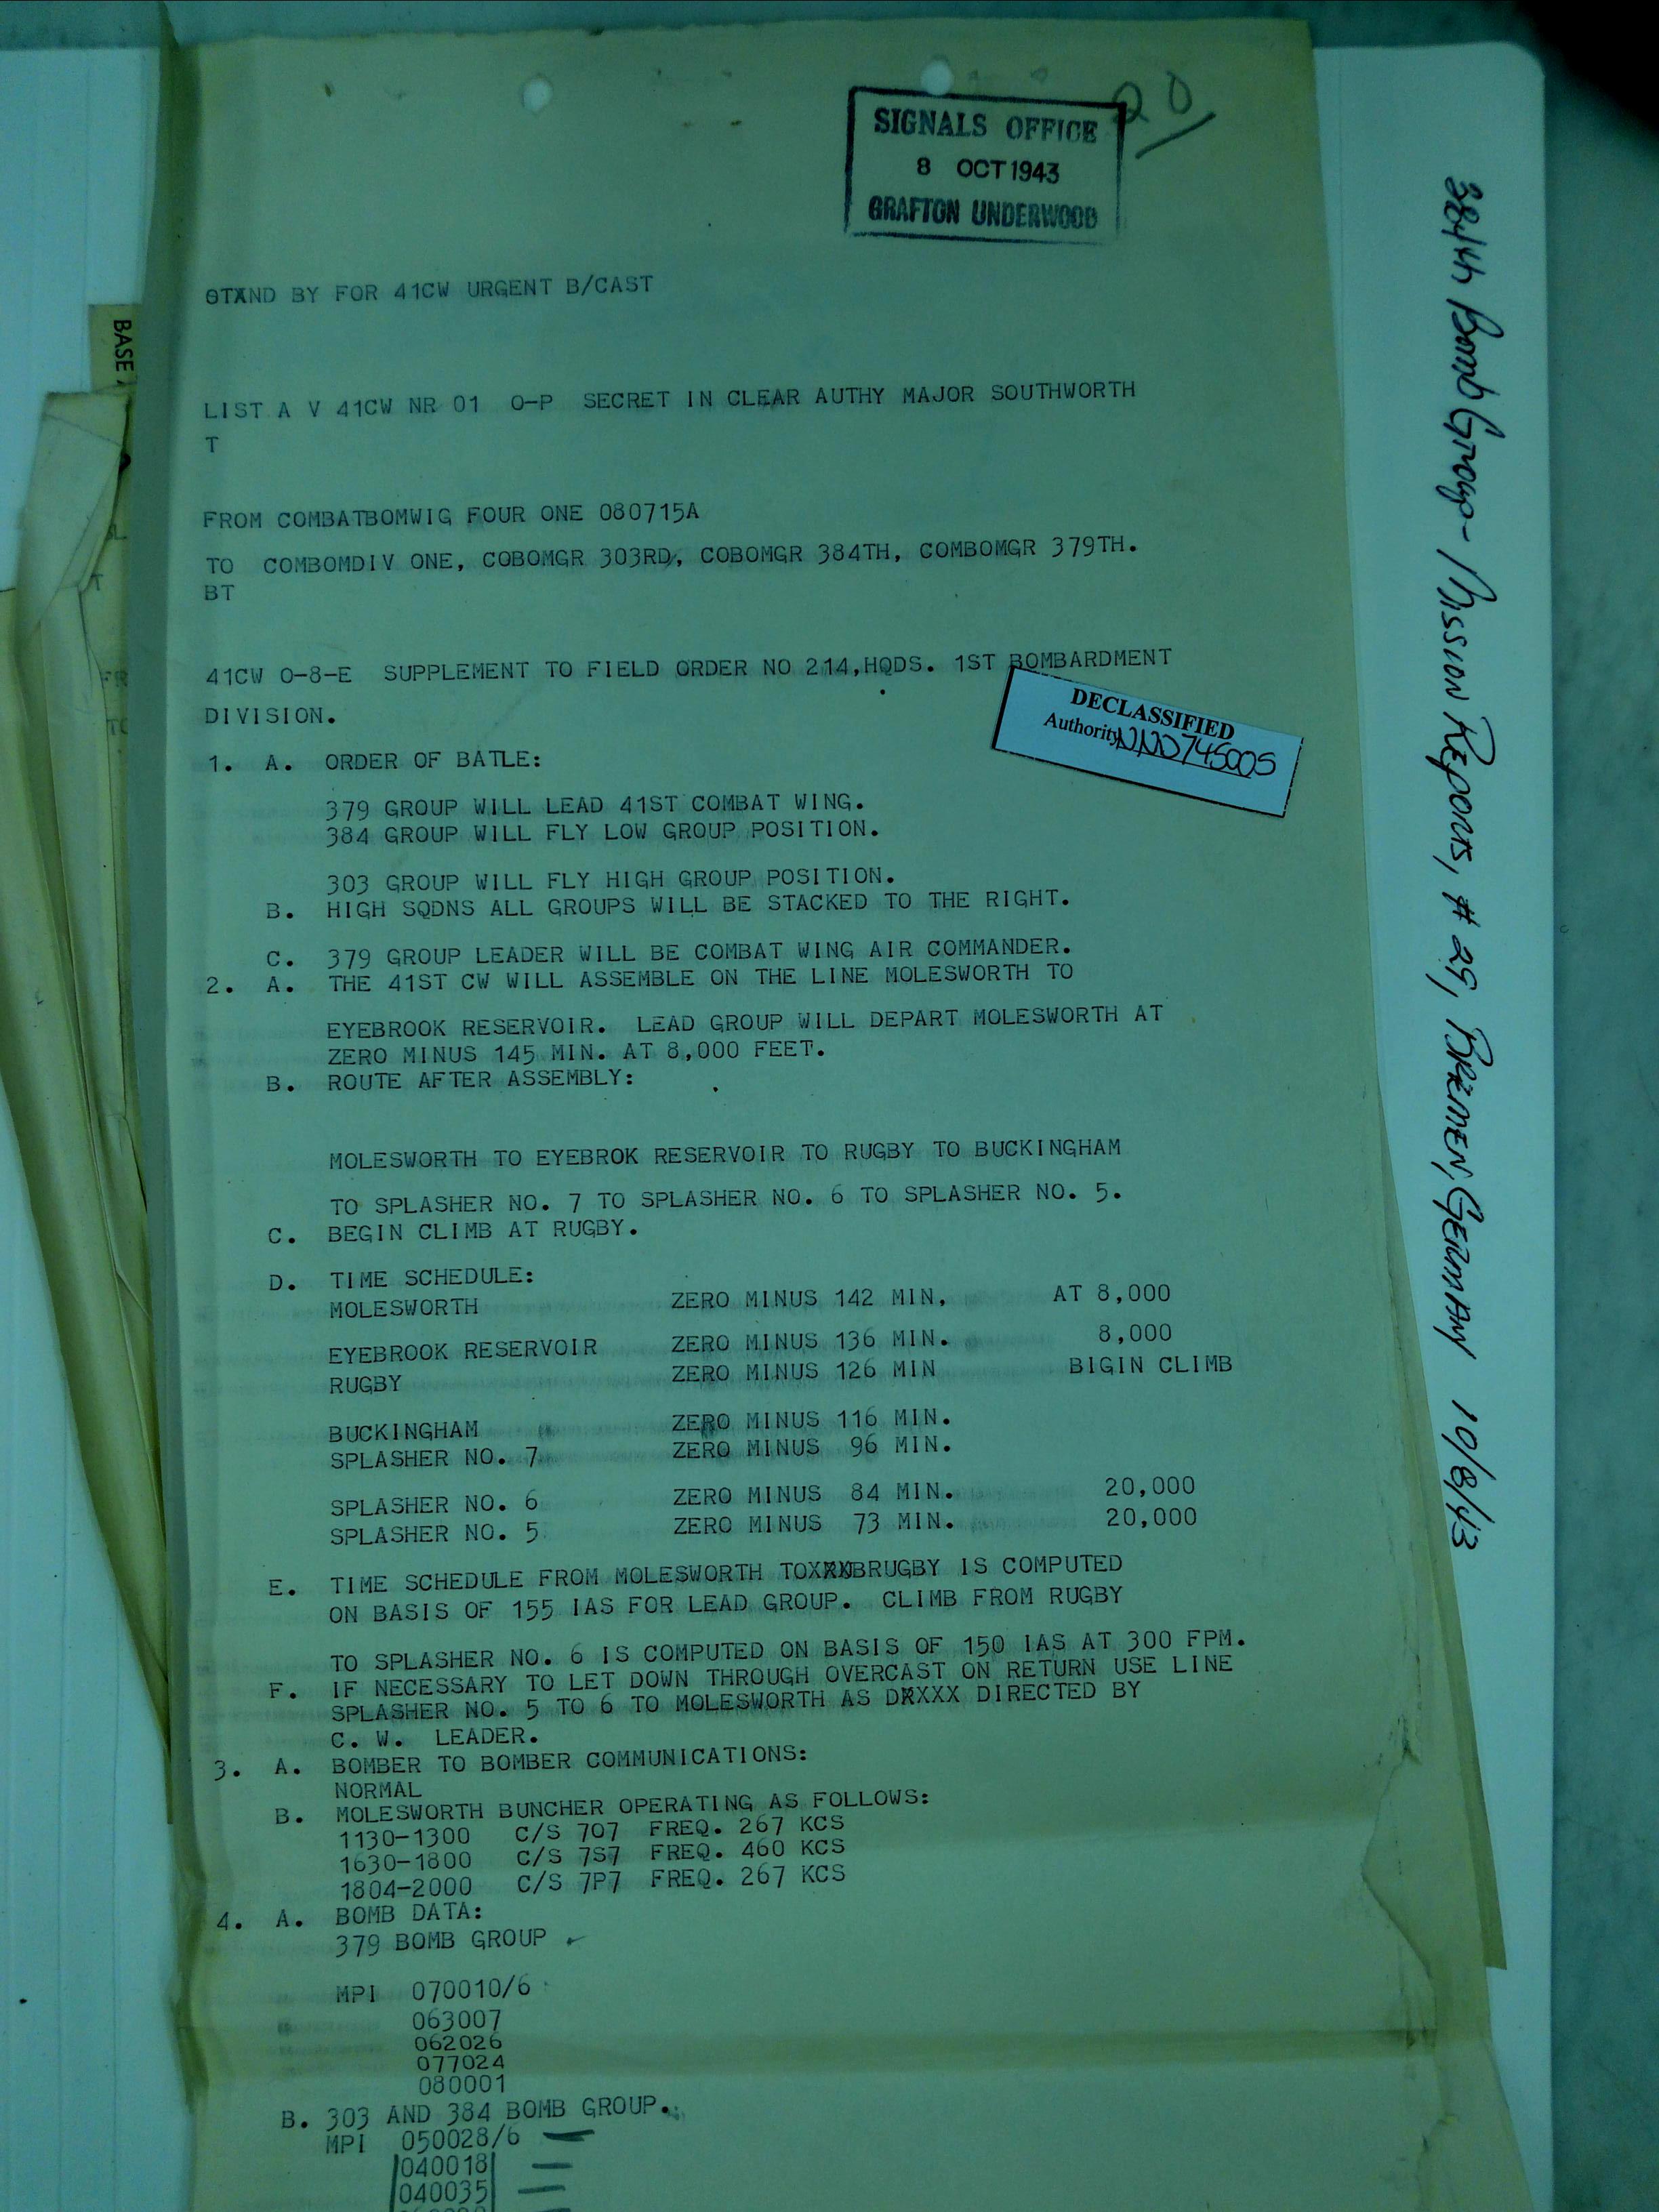 20
SIGNALS OFFICE
8 OCT 1943
GRAFTON UNDERWOOD
STXND BY FOR 41CW URGENT B/CAST
LIST A V 41CW NR 01 O-P SECRET IN CLEAR AUTHY MAJOR SOUTHWORTH
T
FROM COMBATBOMWIG FOUR ONE 080715A
TO COMBOMDIV ONE, COBOMGR 303RD, COBOMGR 384TH, COMBOMGR 379TH.
BT
41CW O-8-E SUPPLEMENT TO FIELD ORDER NO 214,HQDS. 1ST BOMBARDMENT
DIVISION.
DECLASSIFIED
Authority NND745005
1. A. ORDER OF BATLE:
379 GROUP WILL LEAD 41ST COMBAT WING.
384 GROUP WILL FLY LOW GROUP POSITION.
303 GROUP WILL FLY HIGH GROUP POSITION.
B. HIGH SQDNS ALL GROUPS WILL BE STACKED TO THE RIGHT.
C. 379 GROUP LEADER WILL BE COMBAT WING AIR COMMANDER.
2. A. THE 41ST CW WILL ASSEMBLE ON THE LINE MOLESWORTH TO
EYEBROOK RESERVOIR. LEAD GROUP WILL DEPART MOLESWORTH AT
ZERO MINUS 145 MIN. AT 8,000 FEET.
B. ROUTE AFTER ASSEMBLY:
MOLESWORTH TO EYEBROK RESERVOIR TO RUGBY TO BUCKINGHAM
TO SPLASHER NO. 7 TO SPLASHER NO. 6 TO SPLASHER NO. 5.
C. BEGIN CLIMB AT RUGBY.
D. TIME SCHEDULE:
MOLESWORTH ZERO MINUS 142 MIN, AT 8,000
EYEBROOK RESERVOIR ZERO MINUS 136 MIN. 8,000
RUGBY ZERO MINUS 126 MIN BIGIN CLIMB
BUCKINGHAM ZERO MINUS 116 MIN.
SPLASHER NO. 7 ZERO MINUS 96 MIN.
SPLASHER NO. 6 ZERO MINUS 84 MIN. 20,000
SPLASHER NO. 5 ZERO MINUS 73 MIN. 20,000
E. TIME SCHEDULE FROM MOLESWORTH TOXXXBRUGBY IS COMPUTED
ON BASIS OF 155 IAS FOR LEAD GROUP. CLIMB FROM RUGBY
TO SPLASHER NO. 6 IS COMPUTED ON BASIS OF 150 IAS AT 300 FPM.
F. IF NECESSARY TO LET DOWN THROUGH OVERCAST ON RETURN USE LINE
SPLASHER NO. 5 TO 6 TO MOLESWORTH AS DRXXX DIRECTED BY
C. W. LEADER.
3. A. BOMBER TO BOMBER COMMUNICATIONS:
NORMAL
B. MOLESWORTH BUNCHER OPERATING AS FOLLOWS:
1130-1300 C/S 7O7 FREQ. 267 KCS
1630-1800 C/S 7S7 FREQ. 460 KCS
1804-2000 C/S 7P7 FREQ. 267 KCS
4. A. BOMB DATA:
379 BOMB GROUP
MPI 070010/6
063007
062026
077024
080001
B. 303 AND 384 BOMB GROUP.
MPI 050028/6
040018
040035
BASE
384th Bomb Group - Mission Reports, # 25, BREMEN, GERMANY 10/8/43